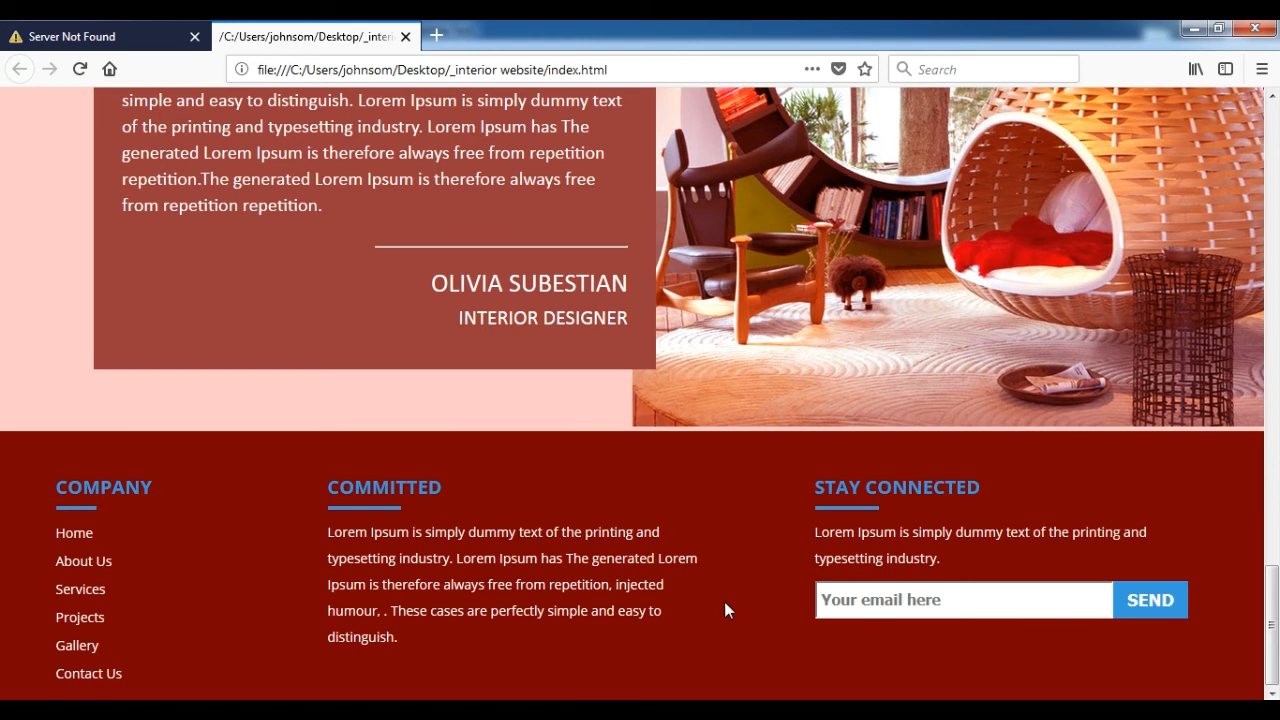 Server Not Found
/C:/Users/johnsom/Desktop/_interi
file:///C:/Users/johnsom/Desktop/_interior website/index.html
Search
simple and easy to distinguish. Lorem Ipsum is simply dummy text
of the printing and typesetting industry. Lorem Ipsum has The
generated Lorem Ipsum is therefore always free from repetition
repetition.The generated Lorem Ipsum is therefore always free
from repetition repetition.
OLIVIA SUBESTIAN
INTERIOR DESIGNER
COMPANY
Home
About Us
Services
Projects
Gallery
Contact Us
COMMITTED
Lorem Ipsum is simply dummy text of the printing and
typesetting industry. Lorem Ipsum has The generated Lorem
Ipsum is therefore always free from repetition, injected
humour, . These cases are perfectly simple and easy to
distinguish.
STAY CONNECTED
Lorem Ipsum is simply dummy text of the printing and
typesetting industry.
Your email here
SEND